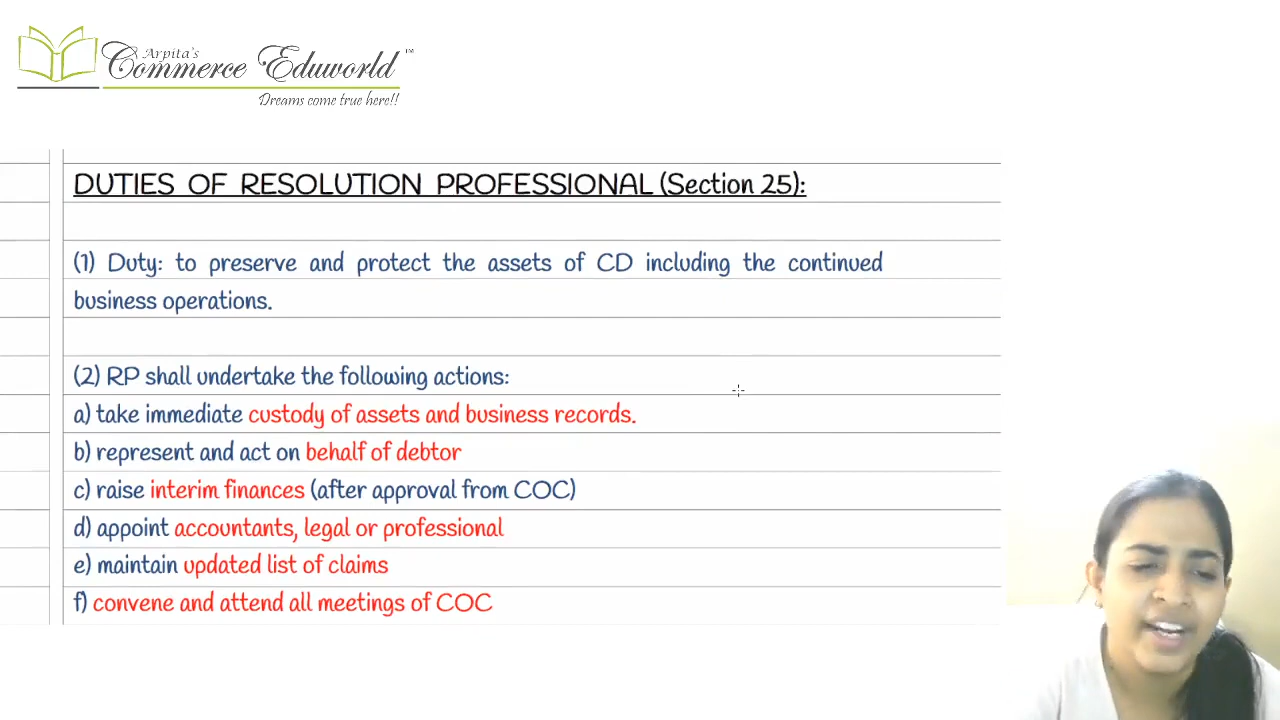 Arpita's
Commerce Eduworld™
Dreams come true here!!
DUTIES OF RESOLUTION PROFESSIONAL (Section 25):
(1) Duty: to preserve and protect the assets of CD including the continued
business operations.
(2) RP shall undertake the following actions:
a) take immediate custody of assets and business records.
b) represent and act on behalf of debtor
c) raise interim finances (after approval from COC)
d) appoint accountants, legal or professional
e) maintain updated list of claims
f) convene and attend all meetings of COC